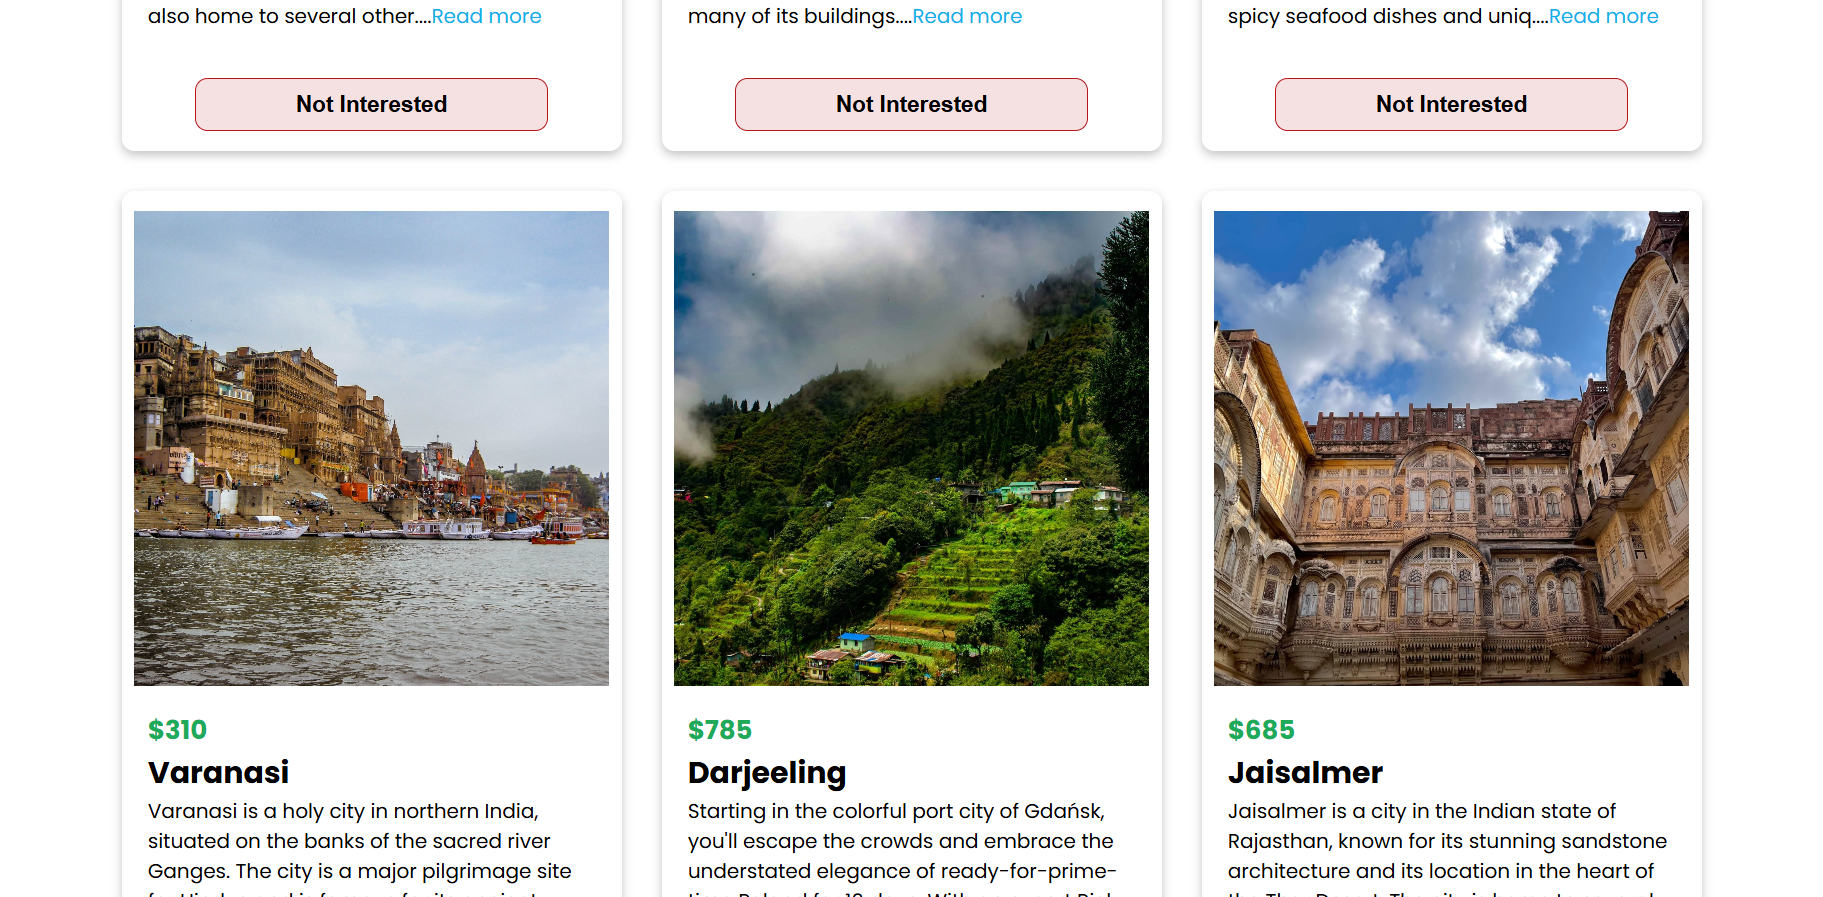 also home to several other....Read more
many of its buildings....Read more
spicy seafood dishes and uniq....Read more
Not Interested
Not Interested
Not Interested
$310
Varanasi
Varanasi is a holy city in northern India,
situated on the banks of the sacred river
Ganges. The city is a major pilgrimage site
$785
Darjeeling
Starting in the colorful port city of Gdańsk,
you'll escape the crowds and embrace the
understated elegance of ready-for-prime-
$685
Jaisalmer
Jaisalmer is a city in the Indian state of
Rajasthan, known for its stunning sandstone
architecture and its location in the heart of